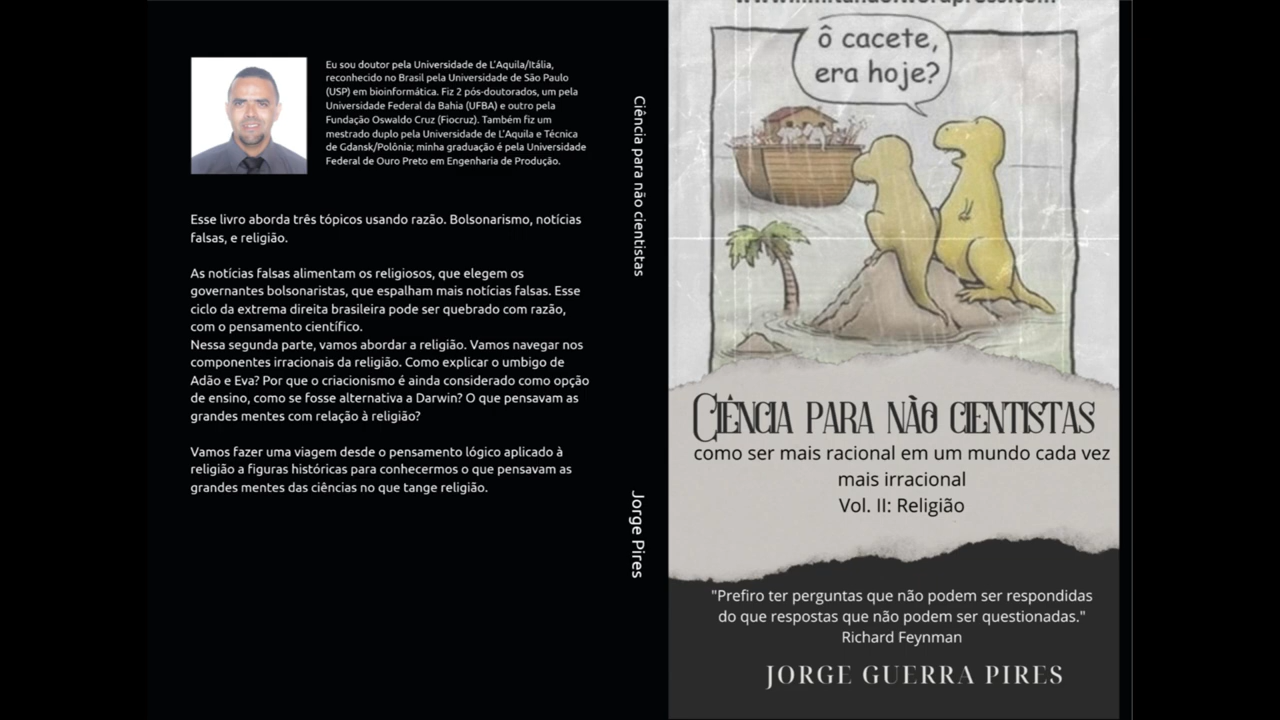 Eu sou doutor pela Universidade de L'Aquila/Itália,
reconhecido no Brasil pela Universidade de São Paulo
(USP) em bioinformática. Fiz 2 pós-doutorados, um pela
Universidade Federal da Bahia (UFBA) e outro pela
Fundação Oswaldo Cruz (Fiocruz). Também fiz um
mestrado duplo pela Universidade de L'Aquila e Técnica
de Gdansk/Polônia; minha graduação é pela Universidade
Federal de Ouro Preto em Engenharia de Produção.
Esse livro aborda três tópicos usando razão. Bolsonarismo, notícias
falsas, e religião.
As notícias falsas alimentam os religiosos, que elegem os
governantes bolsonaristas, que espalham mais notícias falsas. Esse
ciclo da extrema direita brasileira pode ser quebrado com razão,
com o pensamento científico.
Nessa segunda parte, vamos abordar a religião. Vamos navegar nos
componentes irracionais da religião. Como explicar o umbigo de
Adão e Eva? Por que o criacionismo é ainda considerado como opção
de ensino, como se fosse alternativa a Darwin? O que pensavam as
grandes mentes com relação à religião?
Vamos fazer uma viagem desde o pensamento lógico aplicado à
religião a figuras históricas para conhecermos o que pensavam as
grandes mentes das ciências no que tange religião.
Ciência para não cientistas
Jorge Pires
ô cacete,
era hoje?
CIÊNCIA PARA NÃO CIENTISTAS
como ser mais racional em um mundo cada vez
mais irracional
Vol. II: Religião
"Prefiro ter perguntas que não podem ser respondidas
do que respostas que não podem ser questionadas."
Richard Feynman
JORGE GUERRA PIRES